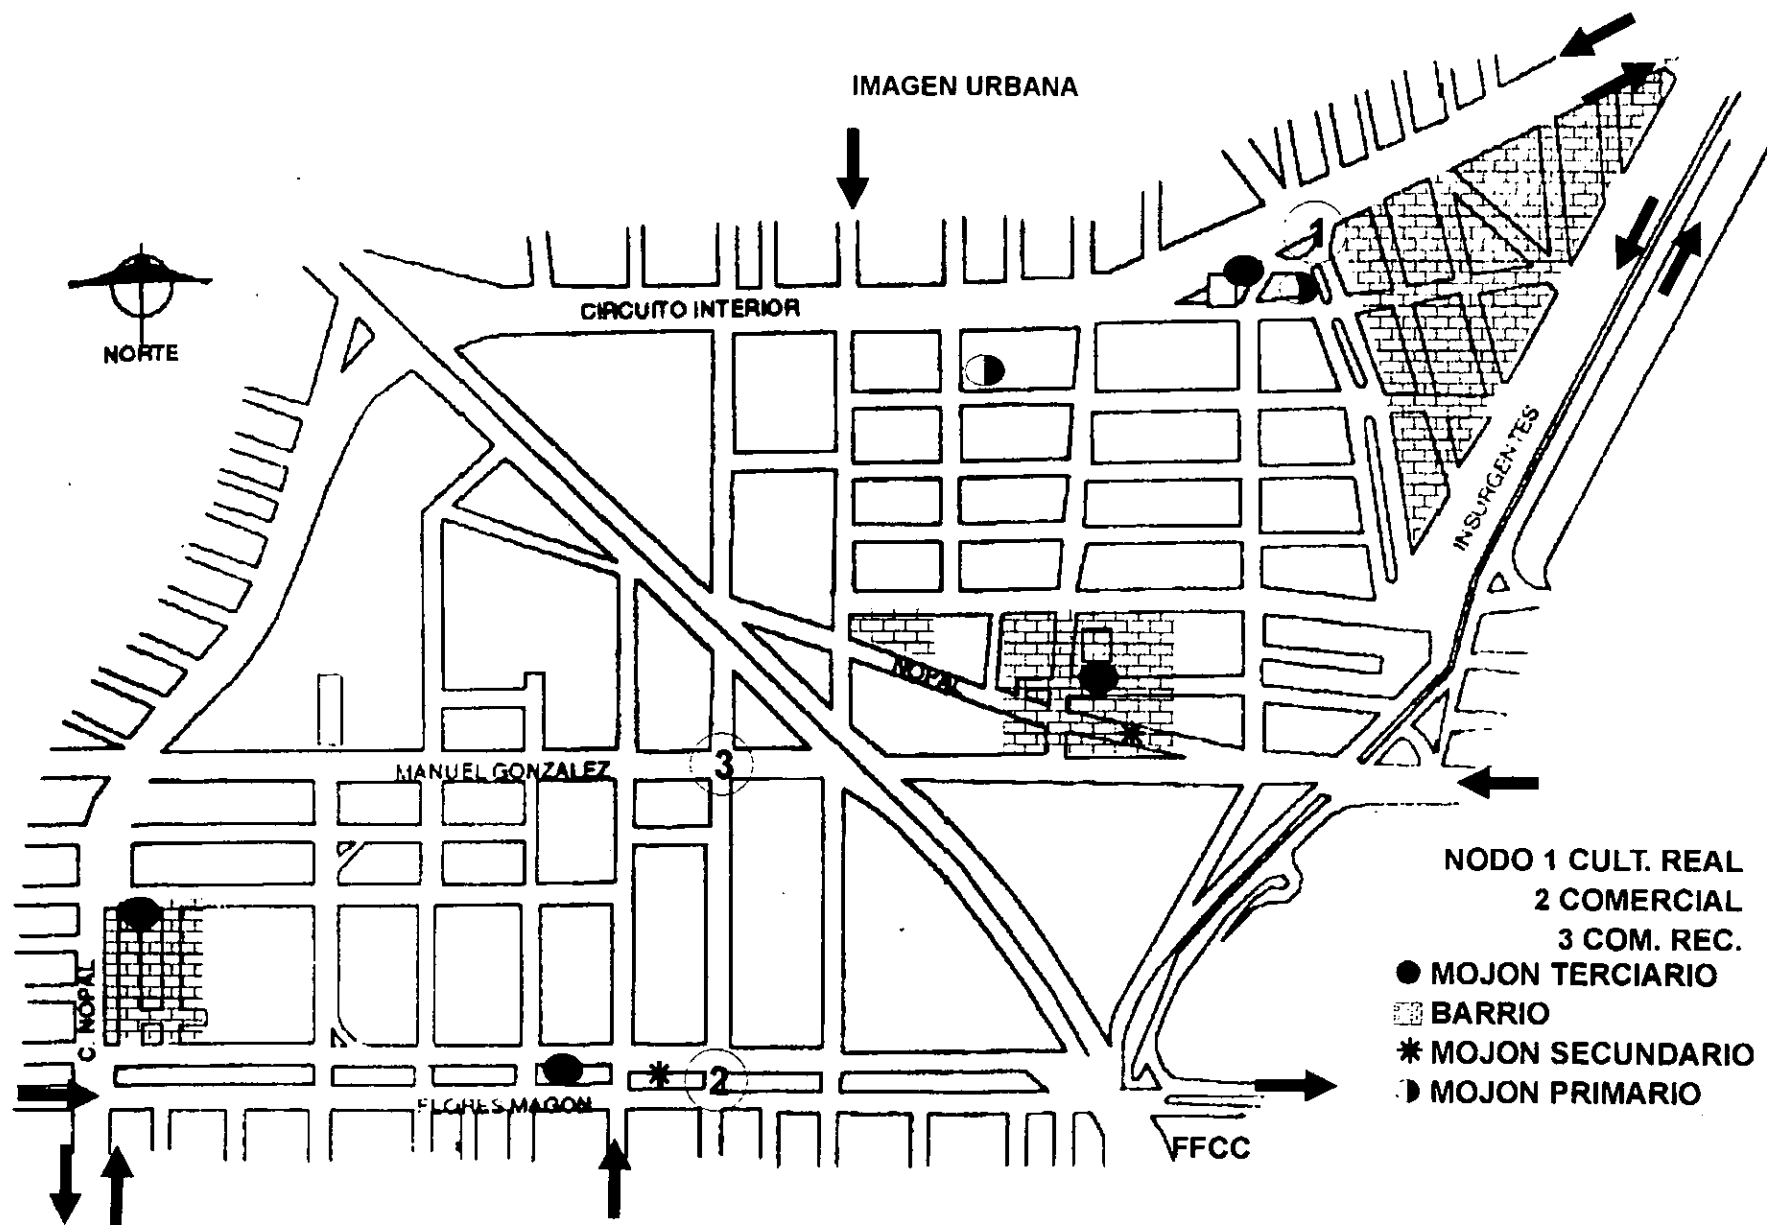 IMAGEN URBANA
1
CIRCUITO INTERIOR
NORTE
INSURGENTES
NOPAL
MANUEL GONZALEZ
3
NODO 1 CULT. REAL
2 COMERCIAL
3 COM. REC.
MOJON TERCIARIO
BARRIO
MOJON SECUNDARIO
MOJON PRIMARIO
C. NOPAL
2
FLORES MAGON
FFCC